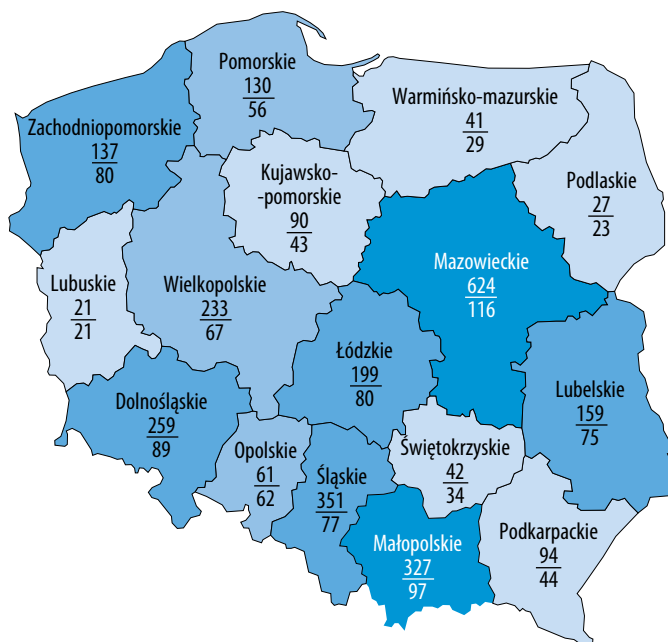 Pomorskie
130
56
Warmińsko-mazurskie
41
29
Zachodniopomorskie
137
80
Kujawsko-
-pomorskie
90
43
Podlaskie
27
23
Mazowieckie
624
116
Lubuskie
21
21
Wielkopolskie
233
67
Łódzkie
199
80
Lubelskie
159
75
Dolnośląskie
259
89
Opolskie
61
62
Śląskie
351
77
Świętokrzyskie
42
34
Małopolskie
327
97
Podkarpackie
94
44